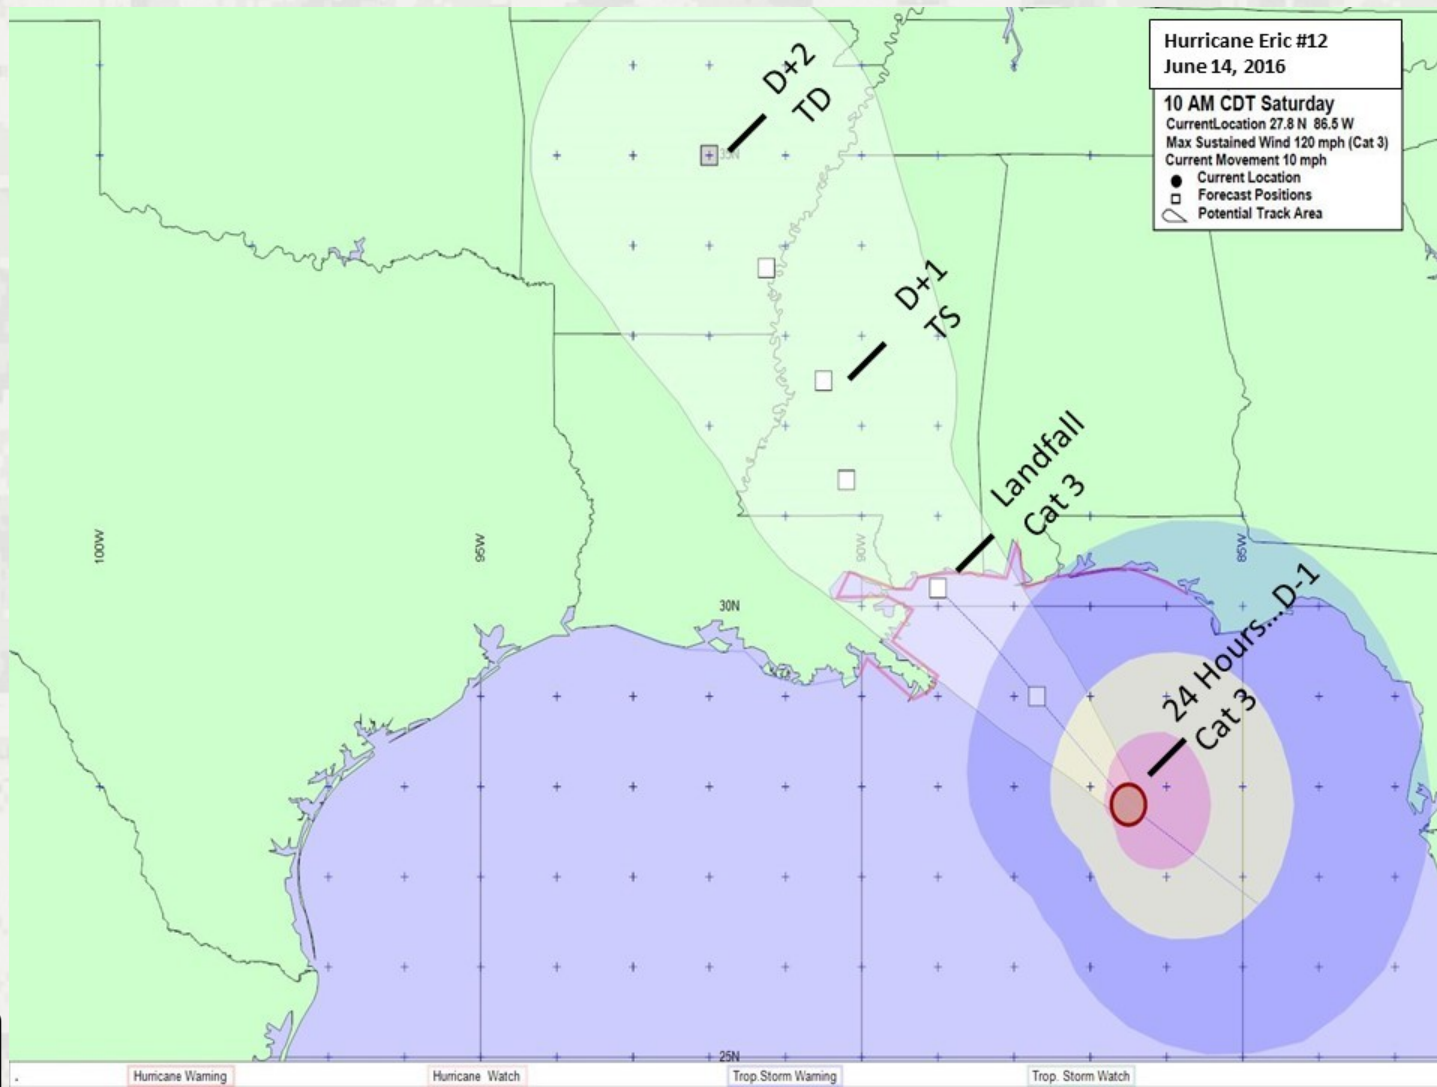 Hurricane Eric #12
June 14, 2016
10 AM CDT Saturday
CurrentLocation 27.8 N 86.5 W
Max Sustained Wind 120 mph (Cat 3)
Current Movement 10 mph
Current Location
Forecast Positions
Potential Track Area
D+2
TD
35N
D+1
TS
Landfall
Cat 3
100W
95W
90W
85W
30N
24 Hours...D-1
Cat 3
25N
Hurricane Warning
Hurricane Watch
Trop.Storm Warning
Trop. Storm Watch